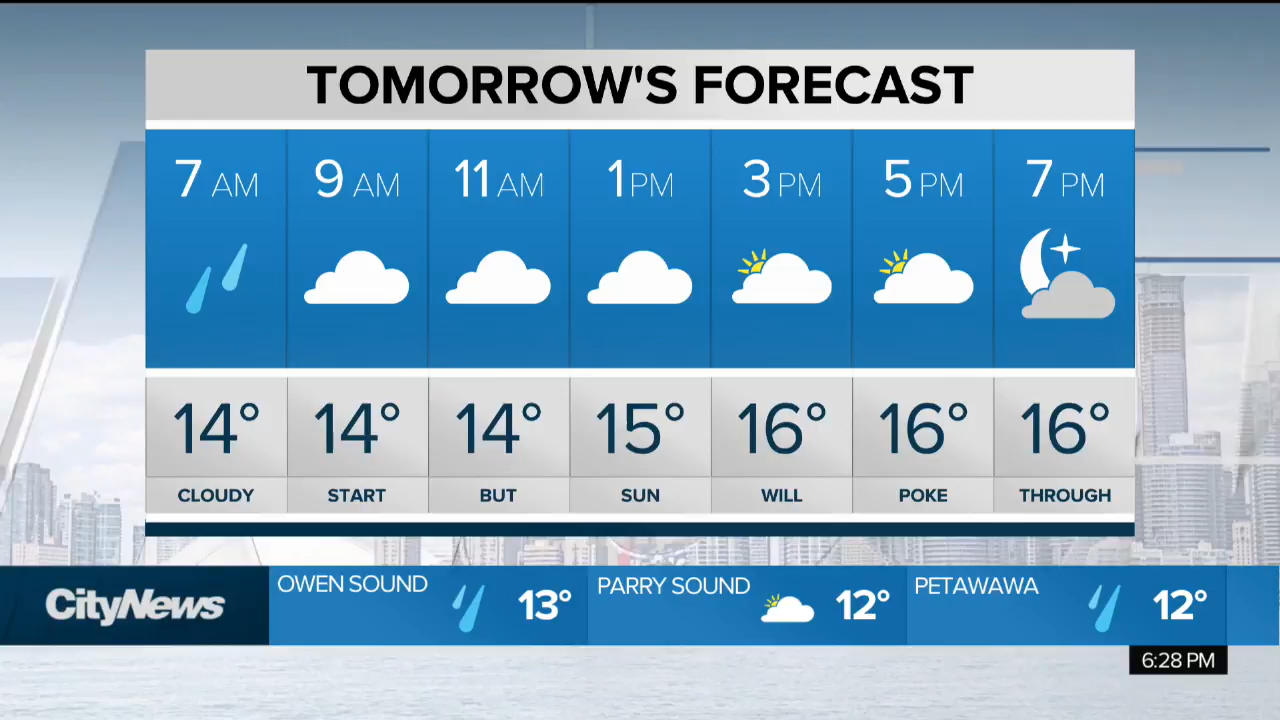 TOMORROW'S FORECAST
7 AM 9 AM 11 AM 1 PM 3 PM 5 PM 7 PM
14° 14° 14° 15° 16° 16° 16°
CLOUDY START BUT SUN WILL POKE THROUGH
CityNews OWEN SOUND 13° PARRY SOUND 12° PETAWAWA 12°
6:28 PM